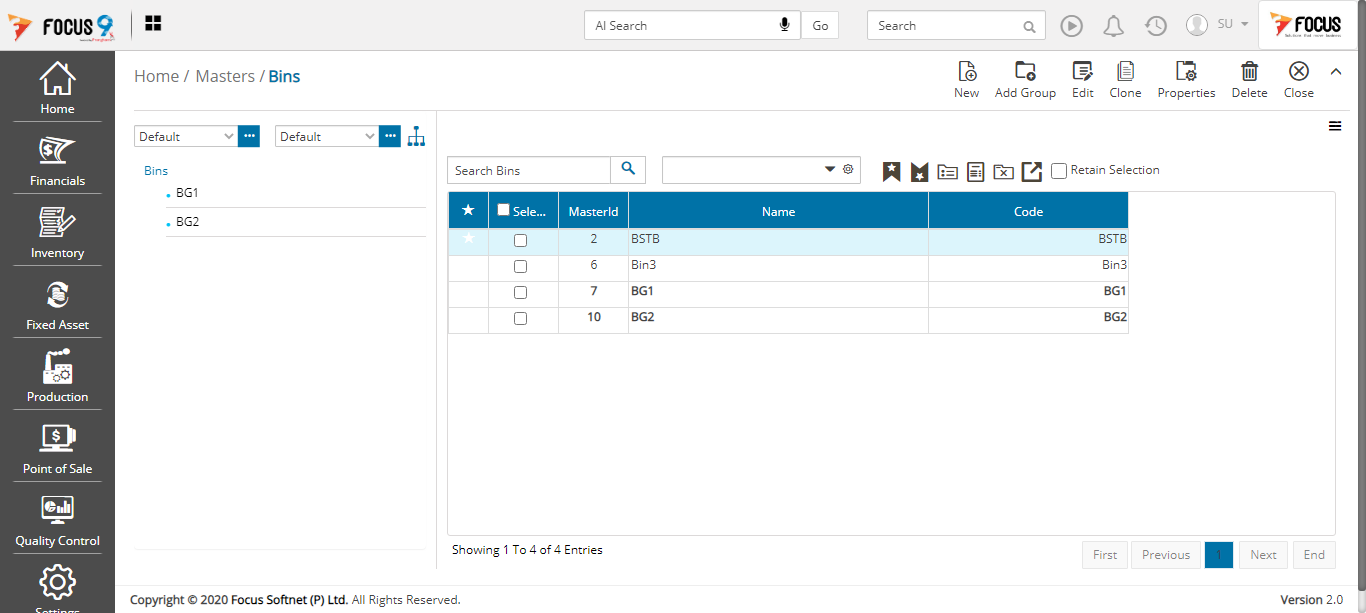 FOCUS 9
AI Search
Go
Search
SU
FOCUS
Home
Financials
Inventory
Fixed Asset
Production
Point of Sale
Quality Control
Settings
Home / Masters / Bins
New
Add Group
Edit
Clone
Properties
Delete
Close
Default
Default
Bins
BG1
BG2
Search Bins
Retain Selection
Sele... MasterId Name Code
2 BSTB BSTB
6 Bin3 Bin3
7 BG1 BG1
10 BG2 BG2
Showing 1 To 4 of 4 Entries
First Previous 1 Next End
Copyright © 2020 Focus Softnet (P) Ltd. All Rights Reserved.
Version 2.0